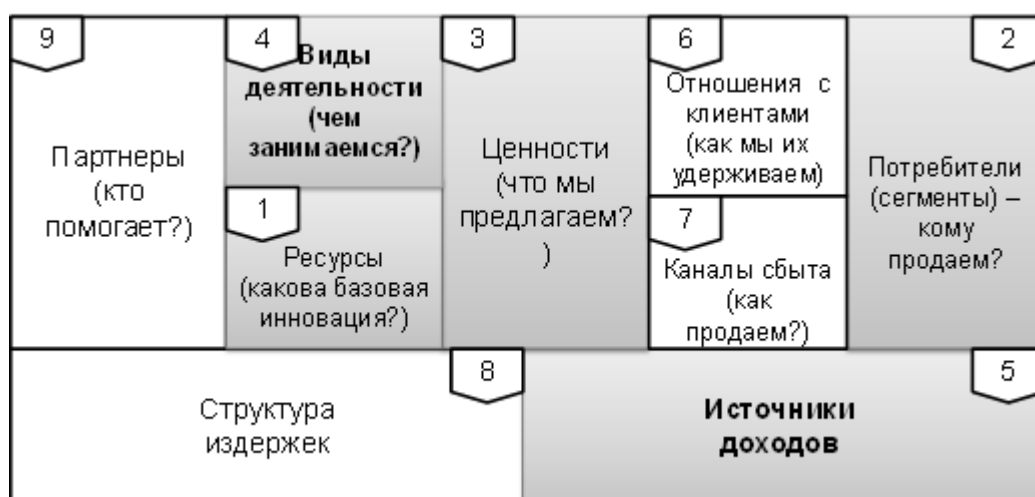 9
Партнеры
(кто
помогает?)
4
Виды
деятельности
(чем
занимаемся?)
1
Ресурсы
(какова базовая
инновация?)
3
Ценности
(что мы
предлагаем?
)
6
Отношения с
клиентами
(как мы их
удерживаем)
7
Каналы сбыта
(как
продаем?)
2
Потребители
(сегменты) –
кому
продаем?
8
Структура
издержек
5
Источники
доходов